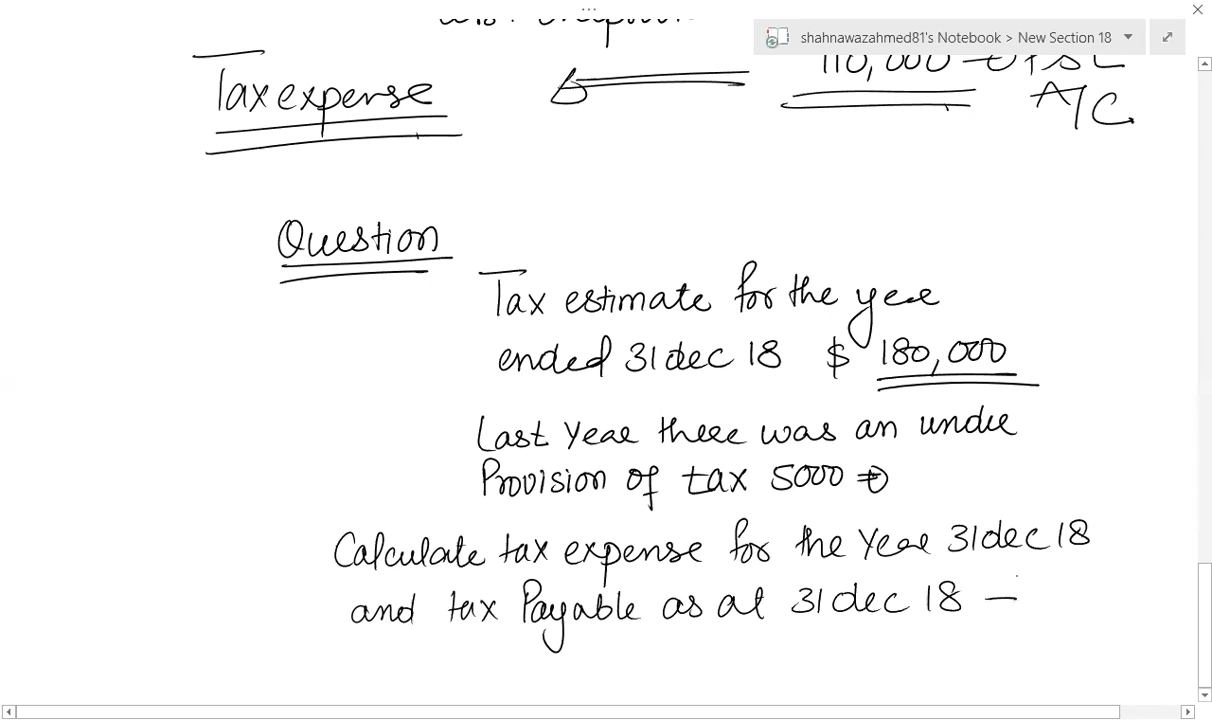 shahnawazahmed81's Notebook > New Section 18
110,000
A/C
Tax expense
Question
Tax estimate for the year
ended 31 dec 18 $ 180,000
Last Year there was an under
Provision of tax 5000
Calculate tax expense for the Year 31 dec 18
and tax Payable as at 31 dec 18 —